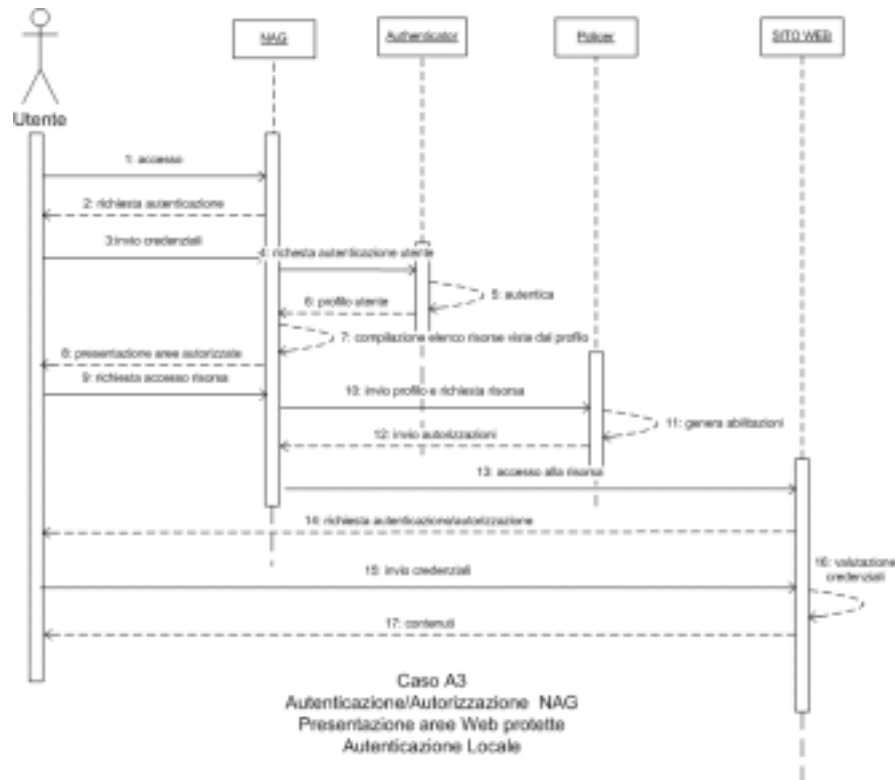 NAG
Authenticator
Policer
SITO WEB
Utente
1: accesso
2: richiesta autenticazione
3:invio credenziali
4: richiesta autenticazione utente
5: autentica
6: profilo utente
7: compilazione elenco risorse viste dal profilo
8: presentazione aree autorizzate
9: richiesta accesso risorsa
10: invio profilo e richiesta risorsa
11: genera abilitazioni
12: invio autorizzazioni
13: accesso alla risorsa
14: richiesta autenticazione/autorizzazione
15: invio credenziali
16: valutazione
credenziali
17: contenuti
Caso A3
Autenticazione/Autorizzazione NAG
Presentazione aree Web protette
Autenticazione Locale